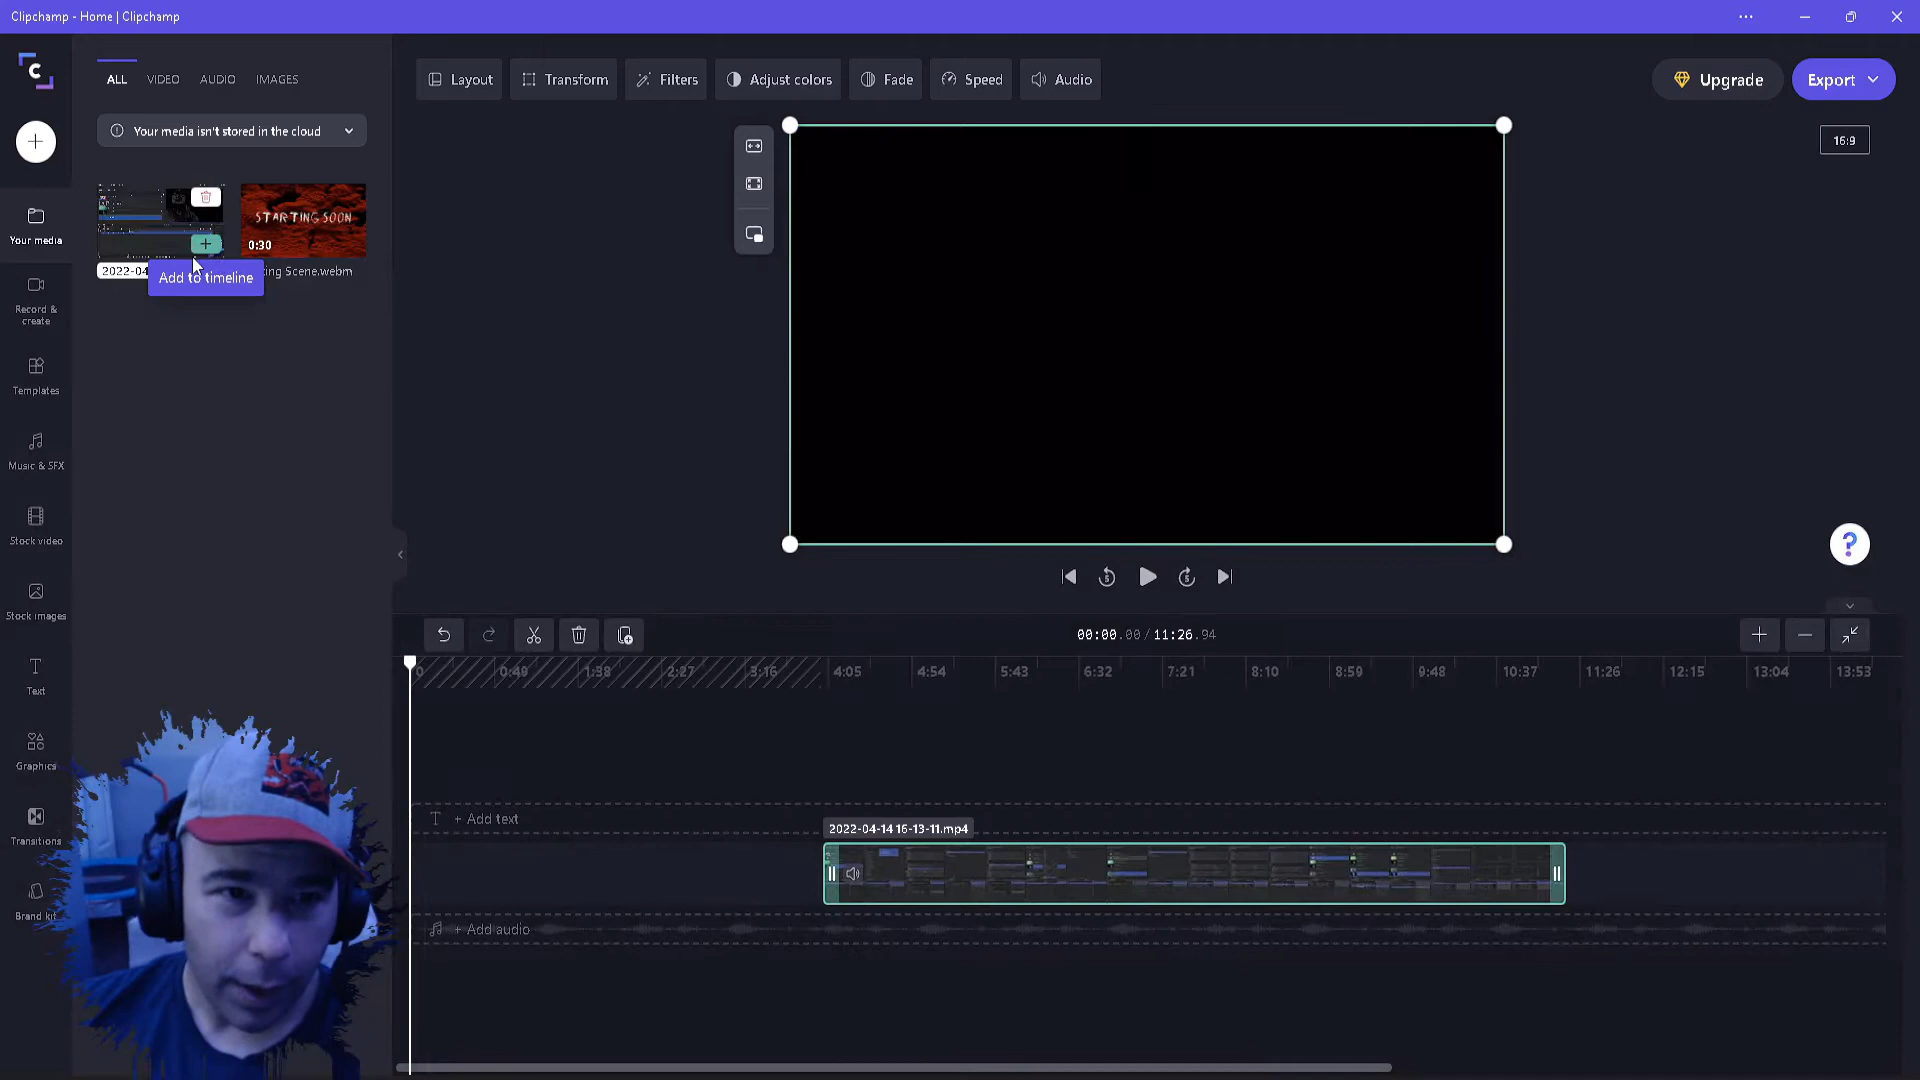 Clipchamp - Home | Clipchamp
ALL VIDEO AUDIO IMAGES
Layout Transform Filters Adjust colors Fade Speed Audio
Upgrade Export
Your media isn't stored in the cloud
16:9
STARTING SOON
0:30
2022-04
ing Scene.webm
Add to timeline
Your media
Record &
create
Templates
Music & SFX
Stock video
Stock images
Text
Graphics
Transitions
Brand kit
00:00.00 / 11:26.94
0 0:49 1:38 2:27 3:16 4:05 4:54 5:43 6:32 7:21 8:10 8:59 9:48 10:37 11:26 12:15 13:04 13:53
T + Add text
2022-04-14 16-13-11.mp4
+ Add audio